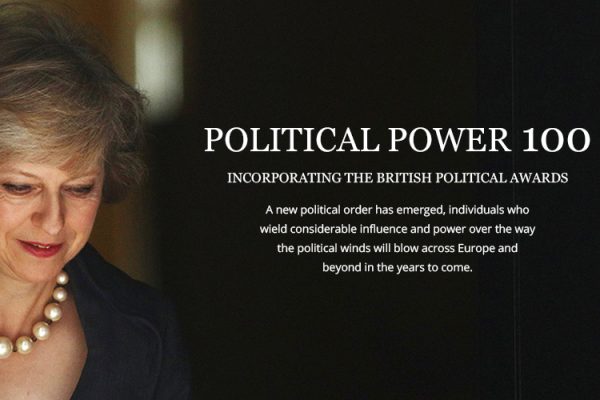 POLITICAL POWER 100
INCORPORATING THE BRITISH POLITICAL AWARDS
A new political order has emerged, individuals who
wield considerable influence and power over the way
the political winds will blow across Europe and
beyond in the years to come.